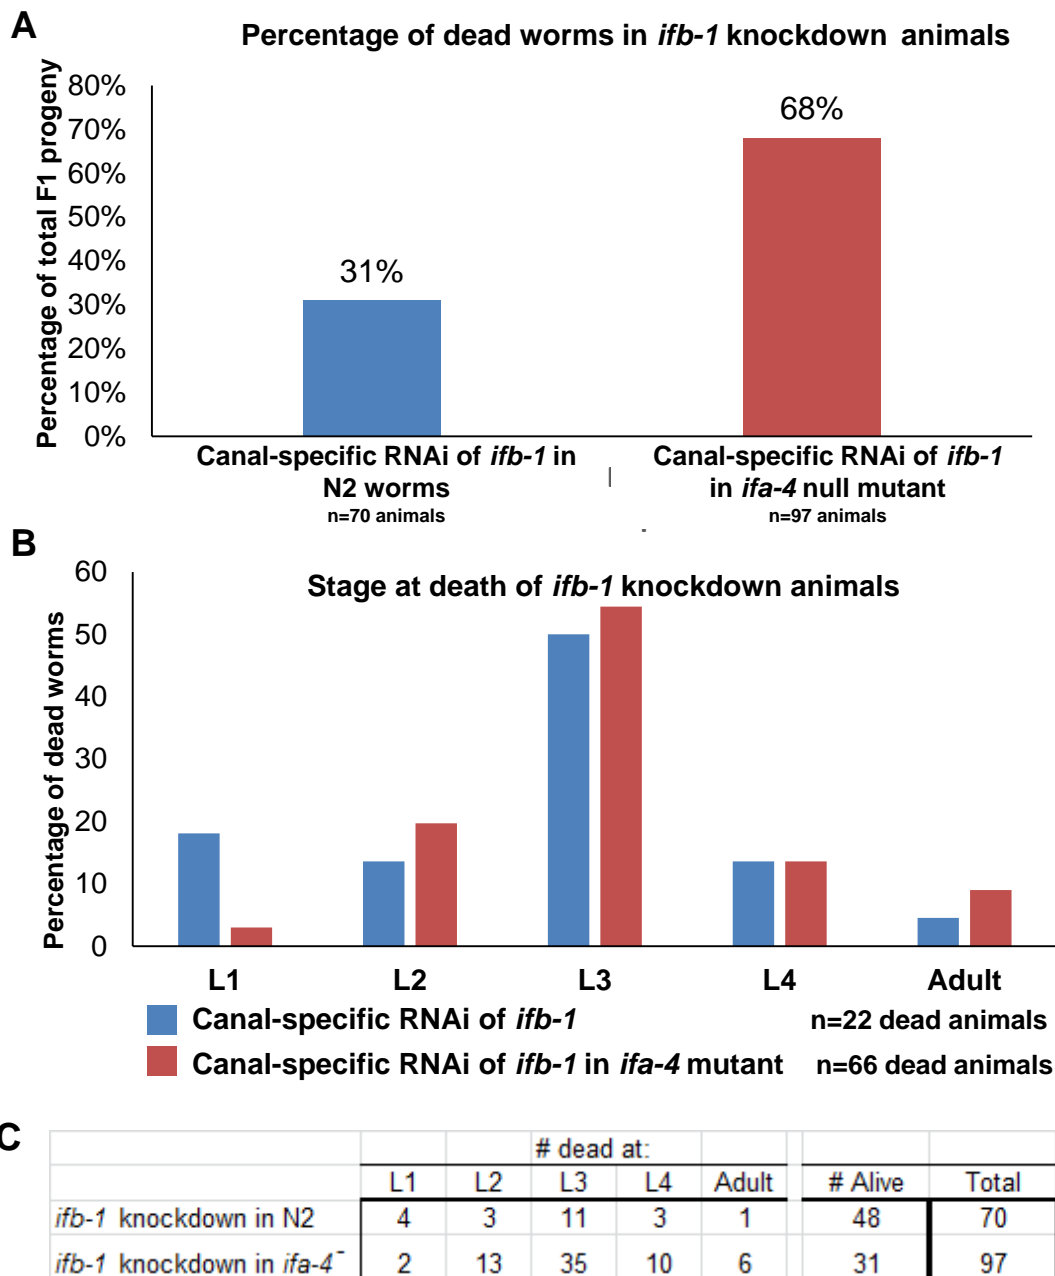 A
Percentage of dead worms in ifb-1 knockdown animals
Percentage of total F1 progeny
80%
70%
60%
50%
40%
30%
20%
10%
0%
31%
68%
Canal-specific RNAi of ifb-1 in
N2 worms
n=70 animals
Canal-specific RNAi of ifb-1
in ifa-4 null mutant
n=97 animals
B
Stage at death of ifb-1 knockdown animals
Percentage of dead worms
60
50
40
30
20
10
0
L1 L2 L3 L4 Adult
Canal-specific RNAi of ifb-1 n=22 dead animals
Canal-specific RNAi of ifb-1 in ifa-4 mutant n=66 dead animals
C
# dead at:
L1 L2 L3 L4 Adult # Alive Total
ifb-1 knockdown in N2 4 3 11 3 1 48 70
ifb-1 knockdown in ifa-4⁻ 2 13 35 10 6 31 97